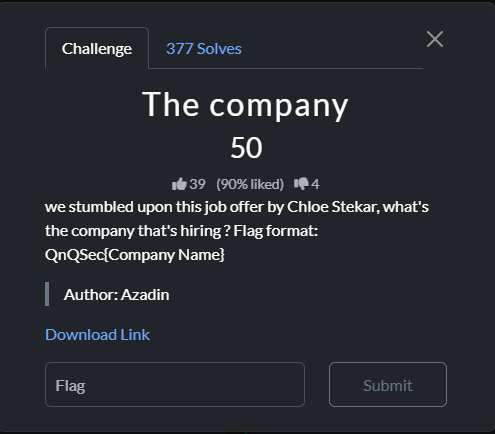 Challenge
377 Solves
The company
50
39 (90% liked) 4
we stumbled upon this job offer by Chloe Stekar, what's
the company that's hiring ? Flag format:
QnQSec{Company Name}
Author: Azadin
Download Link
Flag
Submit